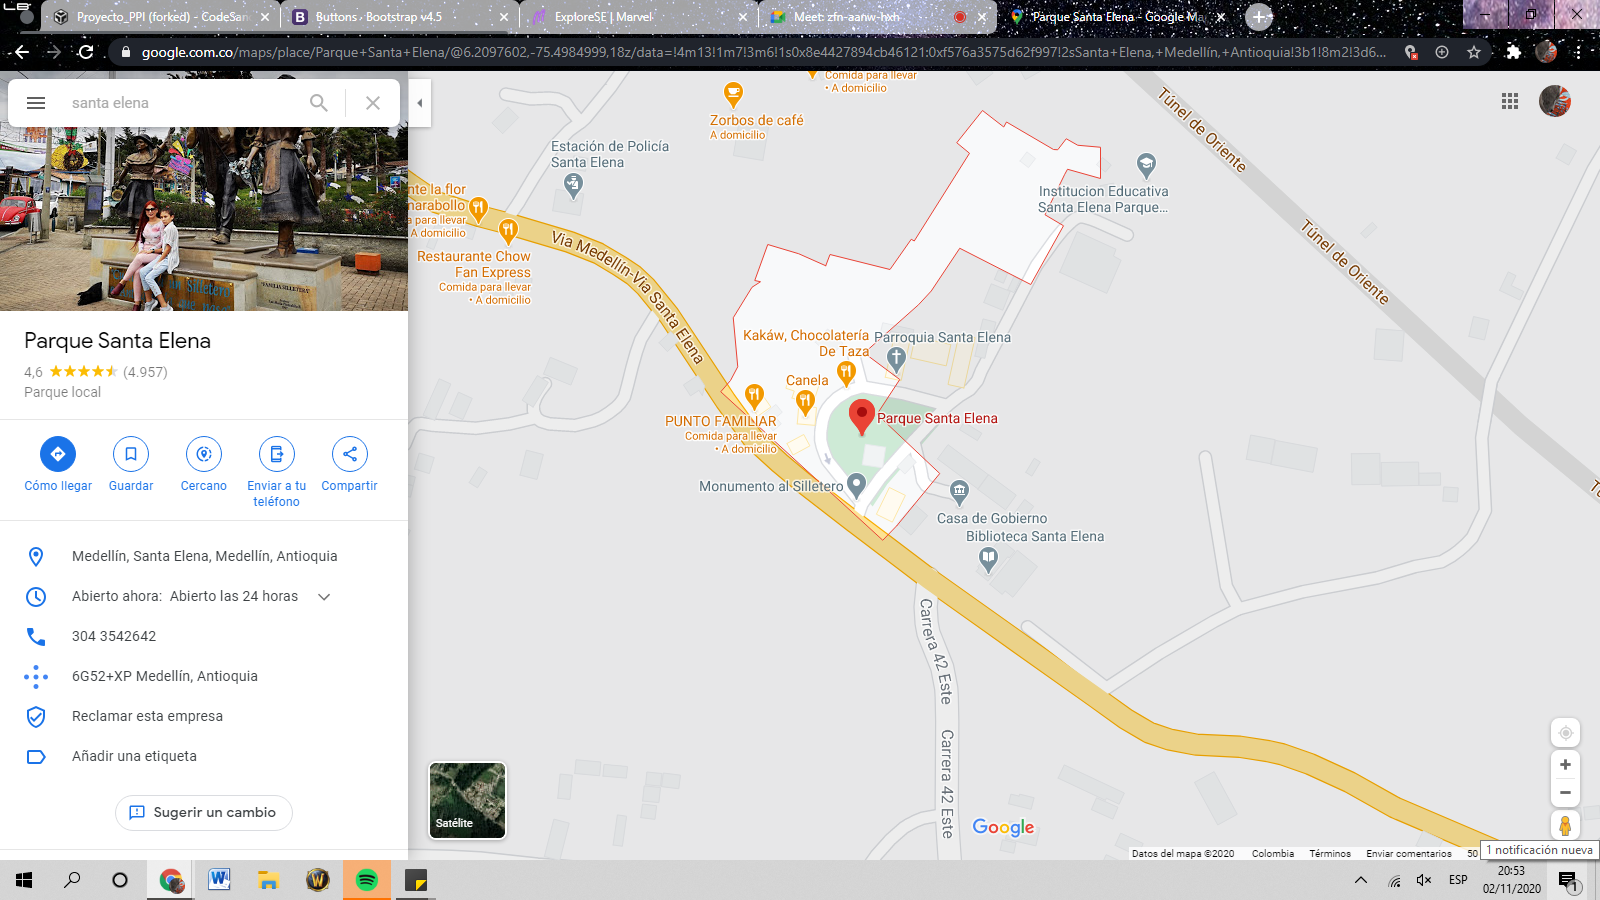 Proyecto_PPI (forked) - CodeSan
Buttons · Bootstrap v4.5
ExploreSE | Marvel
Meet: zfn-aanw-hxh
Parque Santa Elena - Google Ma
google.com.co/maps/place/Parque+Santa+Elena/@6.2097602,-75.4984999,18z/data=!4m13!1m7!3m6!1s0x8e4427894cb46121:0xf576a3575d62f997!2sSanta+Elena,+Medellín,+Antioquia!3b1!8m2!3d6...
santa elena
Parque Santa Elena
4,6 (4.957)
Parque local
Cómo llegar
Guardar
Cercano
Enviar a tu
teléfono
Compartir
Medellín, Santa Elena, Medellín, Antioquia
Abierto ahora: Abierto las 24 horas
304 3542642
6G52+XP Medellín, Antioquia
Reclamar esta empresa
Añadir una etiqueta
Sugerir un cambio
Comida para llevar
• A domicilio
Zorbos de café
A domicilio
Estación de Policía
Santa Elena
nte la flor
marabollo
a para llevar
A domicilio
Restaurante Chow
Fan Express
Comida para llevar
• A domicilio
Via Medellín-Via Santa Elena
Túnel de Oriente
Túnel de Oriente
Institucion Educativa
Santa Elena Parque...
Kakáw, Chocolatería
De Taza
Parroquia Santa Elena
Canela
PUNTO FAMILIAR
Comida para llevar
• A domicilio
Parque Santa Elena
Monumento al Silletero
Casa de Gobierno
Biblioteca Santa Elena
Carrera 42 Este
Carrera 42 Este
Satélite
Google
Datos del mapa ©2020 Colombia Términos Enviar comentarios 50
1 notificación nueva
ESP
20:53
02/11/2020
1